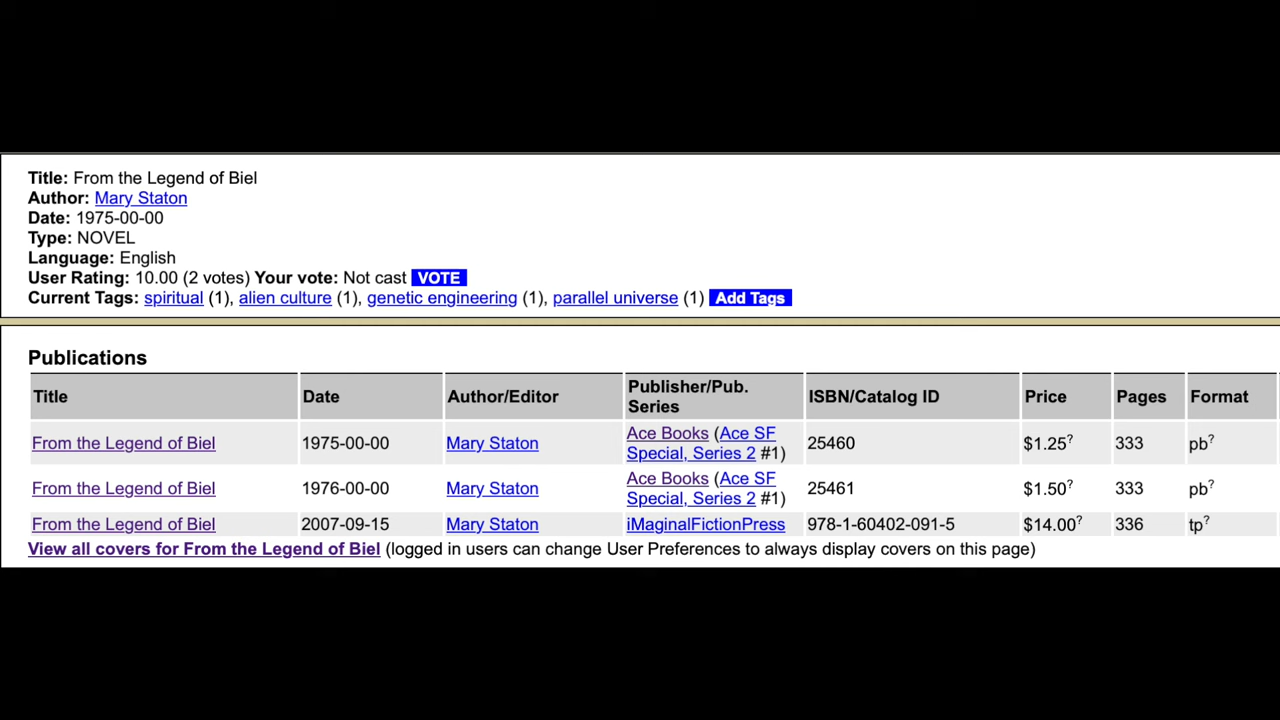 Title: From the Legend of Biel
Author: Mary Staton
Date: 1975-00-00
Type: NOVEL
Language: English
User Rating: 10.00 (2 votes) Your vote: Not cast VOTE
Current Tags: spiritual (1), alien culture (1), genetic engineering (1), parallel universe (1) Add Tags
Publications
Title Date Author/Editor Publisher/Pub. Series ISBN/Catalog ID Price Pages Format
From the Legend of Biel 1975-00-00 Mary Staton Ace Books (Ace SF Special, Series 2 #1) 25460 $1.25? 333 pb?
From the Legend of Biel 1976-00-00 Mary Staton Ace Books (Ace SF Special, Series 2 #1) 25461 $1.50? 333 pb?
From the Legend of Biel 2007-09-15 Mary Staton iMaginalFictionPress 978-1-60402-091-5 $14.00? 336 tp?
View all covers for From the Legend of Biel (logged in users can change User Preferences to always display covers on this page)